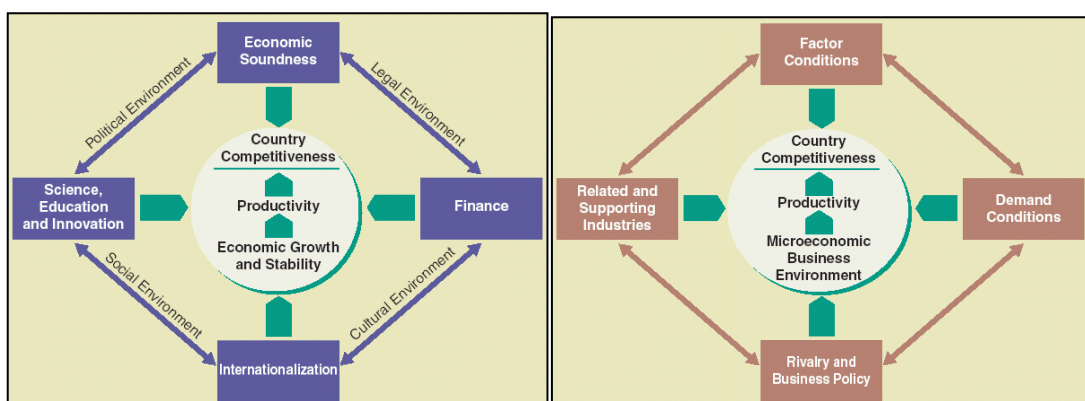 Economic
Soundness
Political Environment
Legal Environment
Country
Competitiveness
Science,
Education
and Innovation
Productivity
Finance
Economic Growth
and Stability
Social Environment
Cultural Environment
Internationalization
Factor
Conditions
Country
Competitiveness
Related and
Supporting
Industries
Productivity
Demand
Conditions
Microeconomic
Business
Environment
Rivalry and
Business Policy